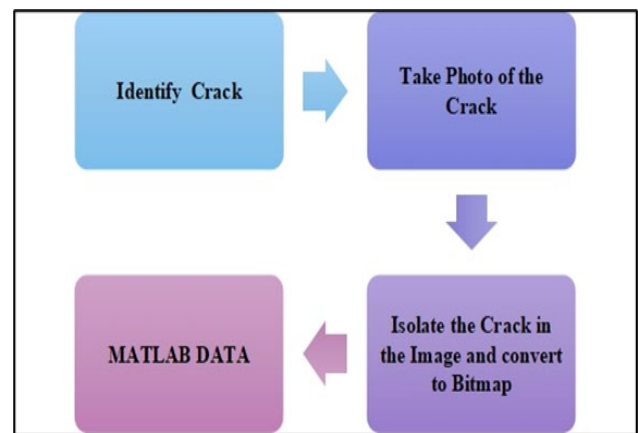 Identify Crack
Take Photo of the
Crack
Isolate the Crack in
the Image and convert
to Bitmap
MATLAB DATA